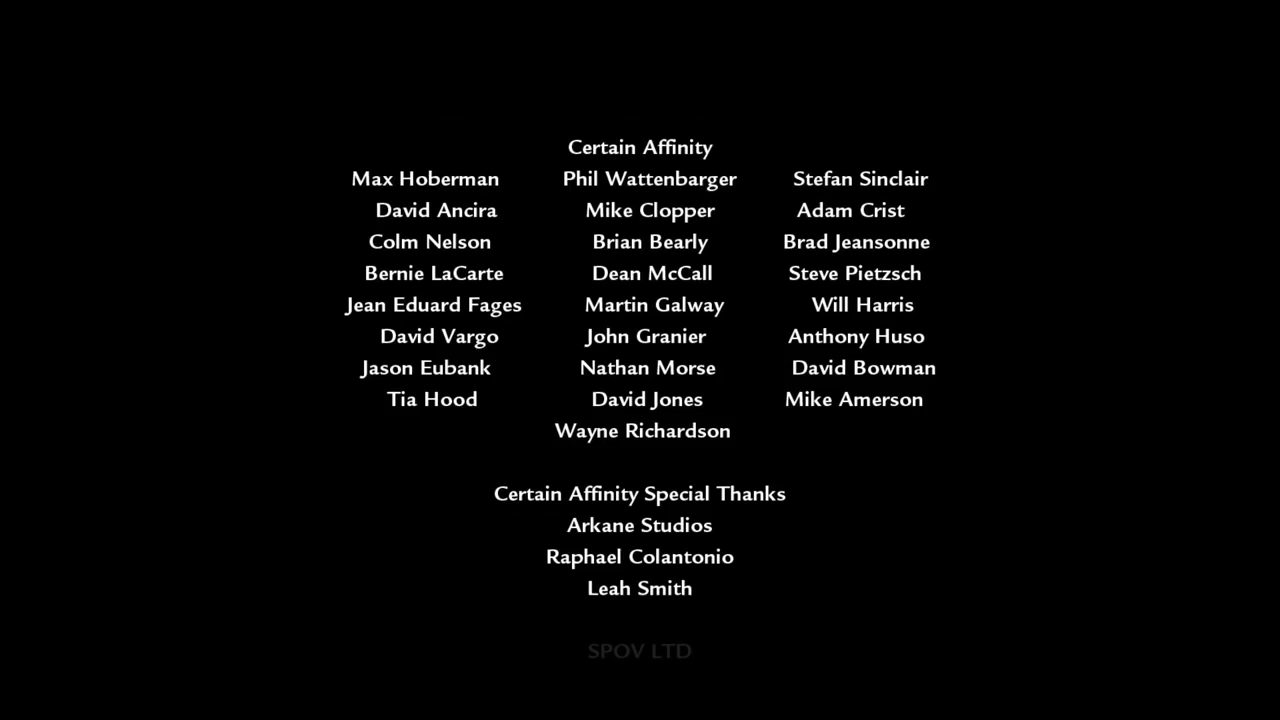 Certain Affinity
Max Hoberman Phil Wattenbarger Stefan Sinclair
David Ancira Mike Clopper Adam Crist
Colm Nelson Brian Bearly Brad Jeansonne
Bernie LaCarte Dean McCall Steve Pietzsch
Jean Eduard Fages Martin Galway Will Harris
David Vargo John Granier Anthony Huso
Jason Eubank Nathan Morse David Bowman
Tia Hood David Jones Mike Amerson
Wayne Richardson
Certain Affinity Special Thanks
Arkane Studios
Raphael Colantonio
Leah Smith
SPOV LTD